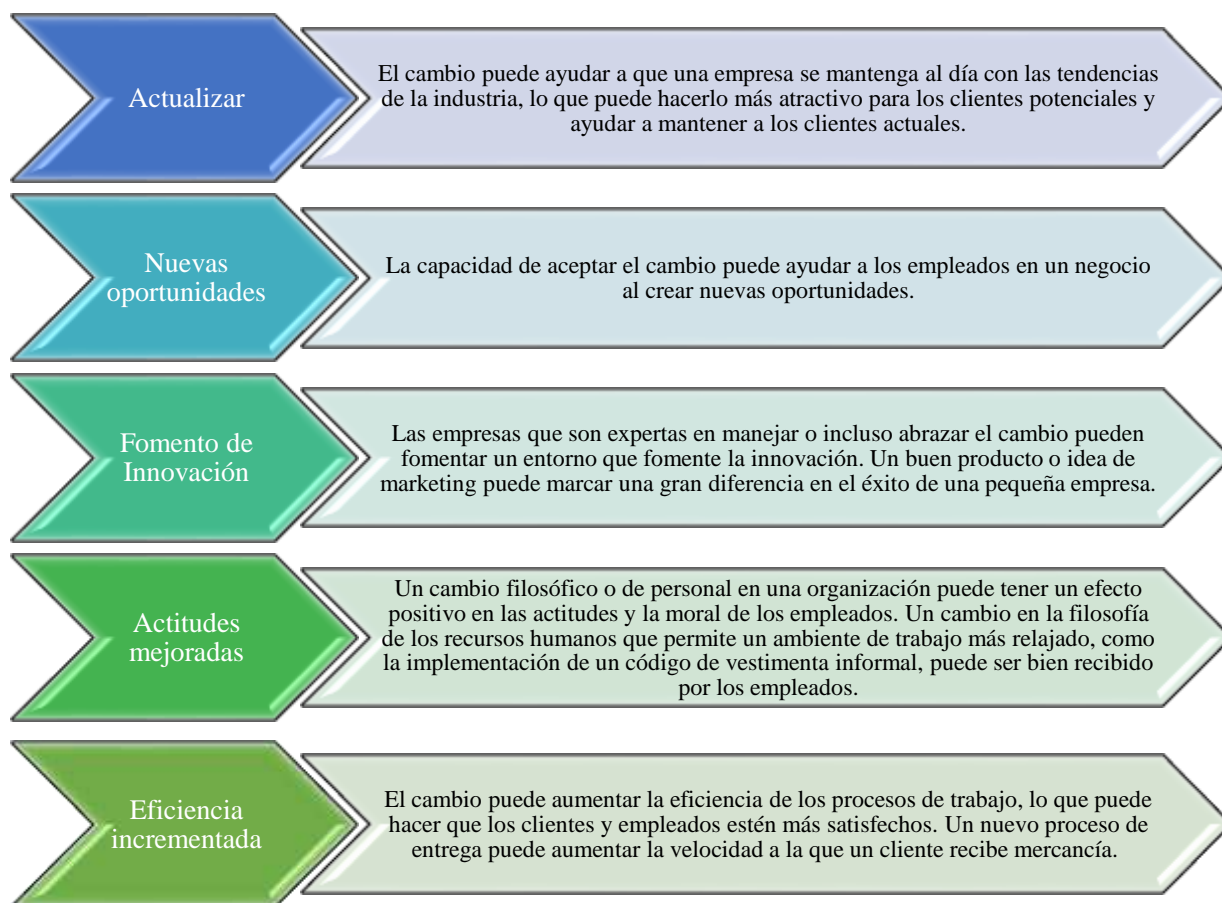 Actualizar
El cambio puede ayudar a que una empresa se mantenga al día con las tendencias
de la industria, lo que puede hacerlo más atractivo para los clientes potenciales y
ayudar a mantener a los clientes actuales.
Nuevas
oportunidades
La capacidad de aceptar el cambio puede ayudar a los empleados en un negocio
al crear nuevas oportunidades.
Fomento de
Innovación
Las empresas que son expertas en manejar o incluso abrazar el cambio pueden
fomentar un entorno que fomente la innovación. Un buen producto o idea de
marketing puede marcar una gran diferencia en el éxito de una pequeña empresa.
Actitudes
mejoradas
Un cambio filosófico o de personal en una organización puede tener un efecto
positivo en las actitudes y la moral de los empleados. Un cambio en la filosofía
de los recursos humanos que permite un ambiente de trabajo más relajado, como
la implementación de un código de vestimenta informal, puede ser bien recibido
por los empleados.
Eficiencia
incrementada
El cambio puede aumentar la eficiencia de los procesos de trabajo, lo que puede
hacer que los clientes y empleados estén más satisfechos. Un nuevo proceso de
entrega puede aumentar la velocidad a la que un cliente recibe mercancía.